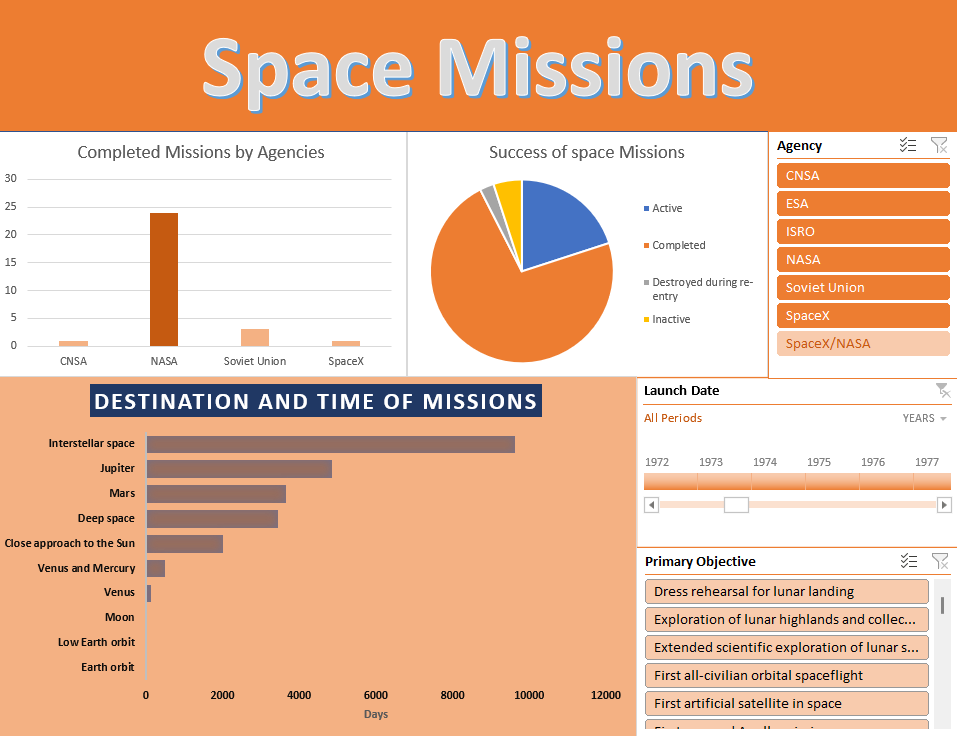 Space Missions
Completed Missions by Agencies
30
25
20
15
10
5
0
CNSA
NASA
Soviet Union
SpaceX
Success of space Missions
Active
Completed
Destroyed during re-
entry
Inactive
Agency
CNSA
ESA
ISRO
NASA
Soviet Union
SpaceX
SpaceX/NASA
DESTINATION AND TIME OF MISSIONS
Interstellar space
Jupiter
Mars
Deep space
Close approach to the Sun
Venus and Mercury
Venus
Moon
Low Earth orbit
Earth orbit
0 2000 4000 6000 8000 10000 12000
Days
Launch Date
All Periods YEARS
1972 1973 1974 1975 1976 1977
Primary Objective
Dress rehearsal for lunar landing
Exploration of lunar highlands and collec...
Extended scientific exploration of lunar s...
First all-civilian orbital spaceflight
First artificial satellite in space